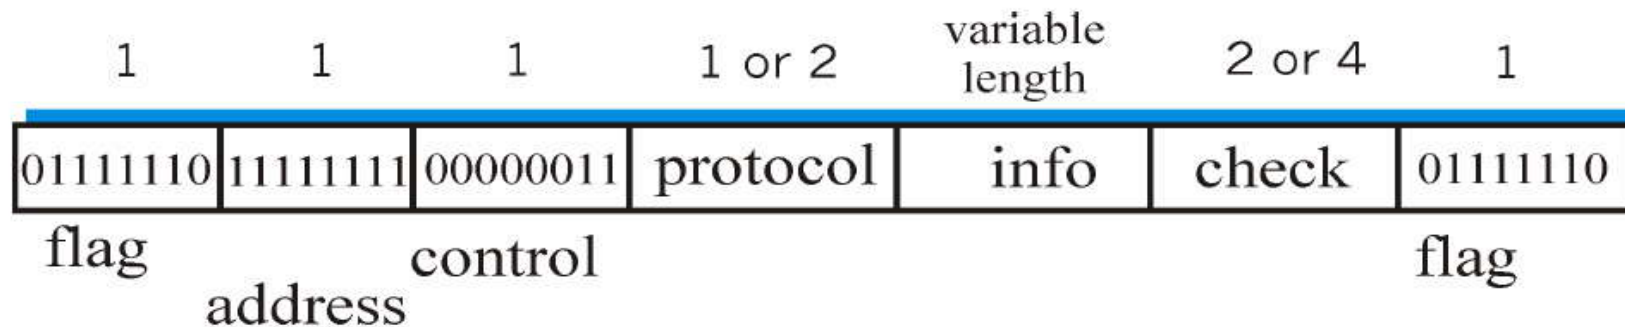 1 1 1 1 or 2 variable length 2 or 4 1
01111110 11111111 00000011 protocol info check 01111110
flag address control flag